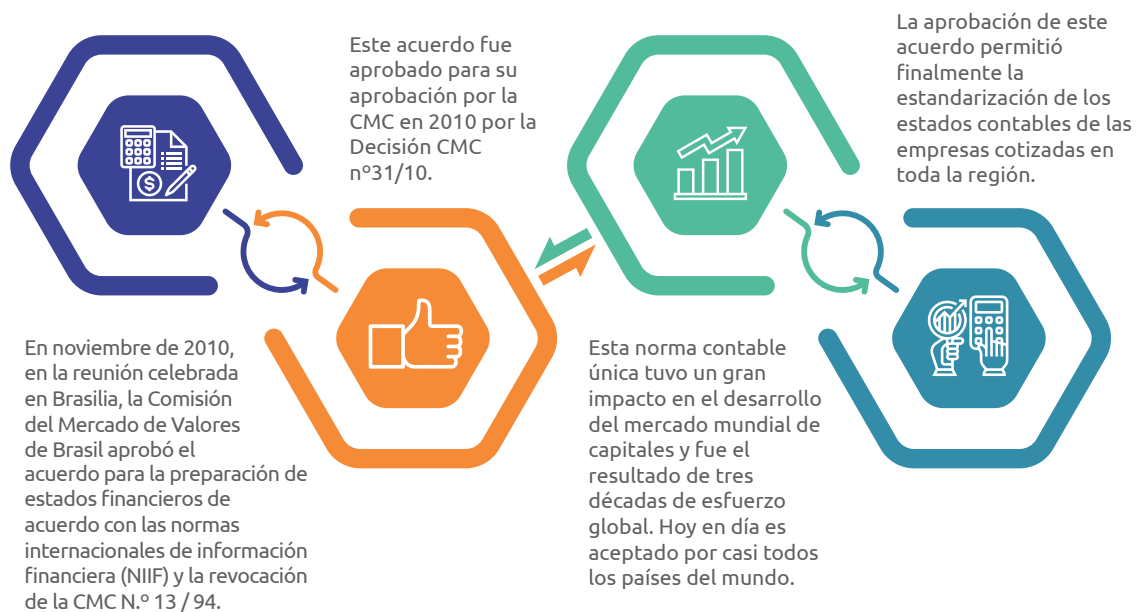 En noviembre de 2010,
en la reunión celebrada
en Brasilia, la Comisión
del Mercado de Valores
de Brasil aprobó el
acuerdo para la preparación de
estados financieros de
acuerdo con las normas
internacionales de información
financiera (NIIF) y la revocación
de la CMC N.º 13 / 94.
Este acuerdo fue
aprobado para su
aprobación por la
CMC en 2010 por la
Decisión CMC
nº31/10.
Esta norma contable
única tuvo un gran
impacto en el desarrollo
del mercado mundial de
capitales y fue el
resultado de tres
décadas de esfuerzo
global. Hoy en día es
aceptado por casi todos
los países del mundo.
La aprobación de este
acuerdo permitió
finalmente la
estandarización de los
estados contables de las
empresas cotizadas en
toda la región.